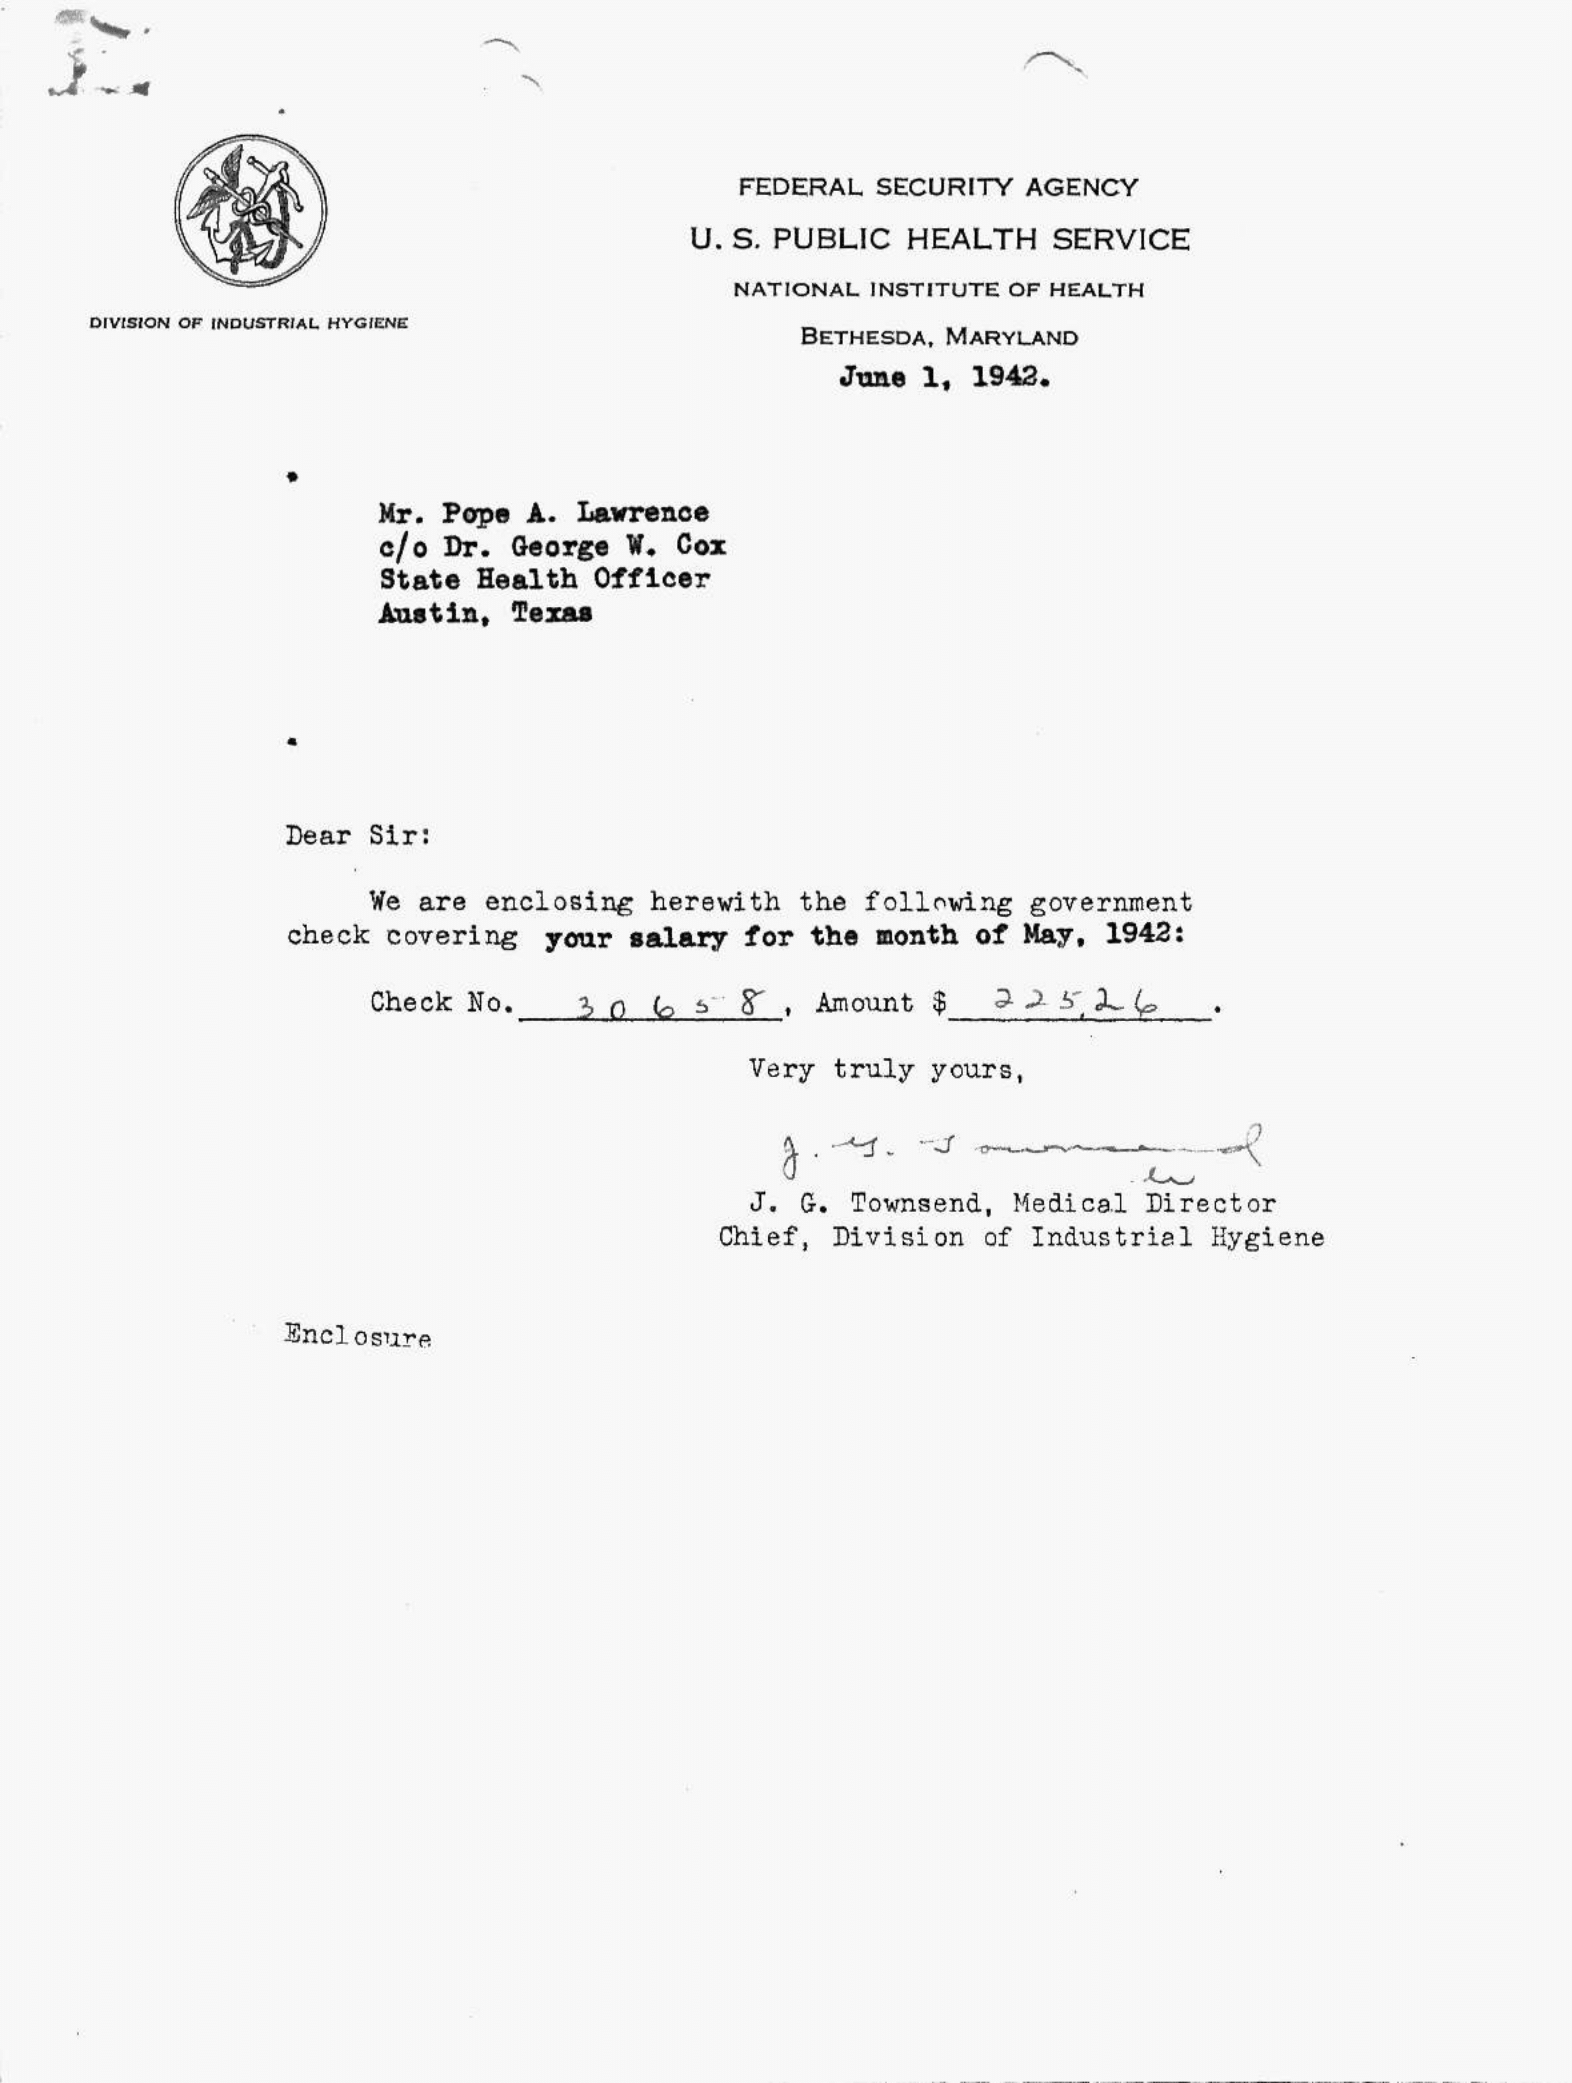 FEDERAL SECURITY AGENCY
U. S. PUBLIC HEALTH SERVICE
NATIONAL INSTITUTE OF HEALTH
BETHESDA, MARYLAND
DIVISION OF INDUSTRIAL HYGIENE
June 1, 1942.
Mr. Pope A. Lawrence
c/o Dr. George W. Cox
State Health Officer
Austin, Texas
Dear Sir:
We are enclosing herewith the following government
check covering your salary for the month of May, 1942:
Check No. 30658, Amount $ 225.26.
Very truly yours,
J. G. Townsend
J. G. Townsend, Medical Director
Chief, Division of Industrial Hygiene
Enclosure